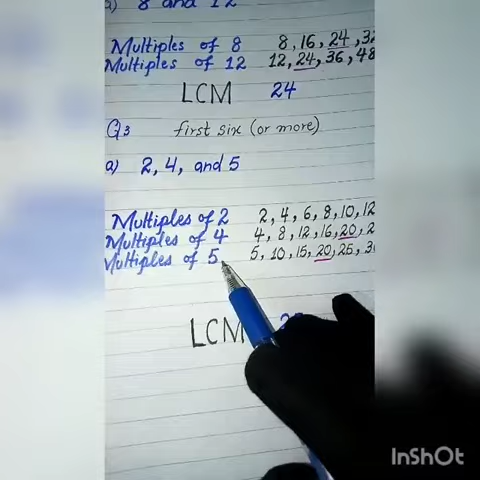 a) 8 and 12
Multiples of 8 8, 16, 24, 32
Multiples of 12 12, 24, 36, 48
LCM 24
Q3 first six (or more)
a) 2, 4, and 5
Multiples of 2 2, 4, 6, 8, 10, 12
Multiples of 4 4, 8, 12, 16, 20, 2
Multiples of 5 5, 10, 15, 20, 25, 3
LCM
InShOt